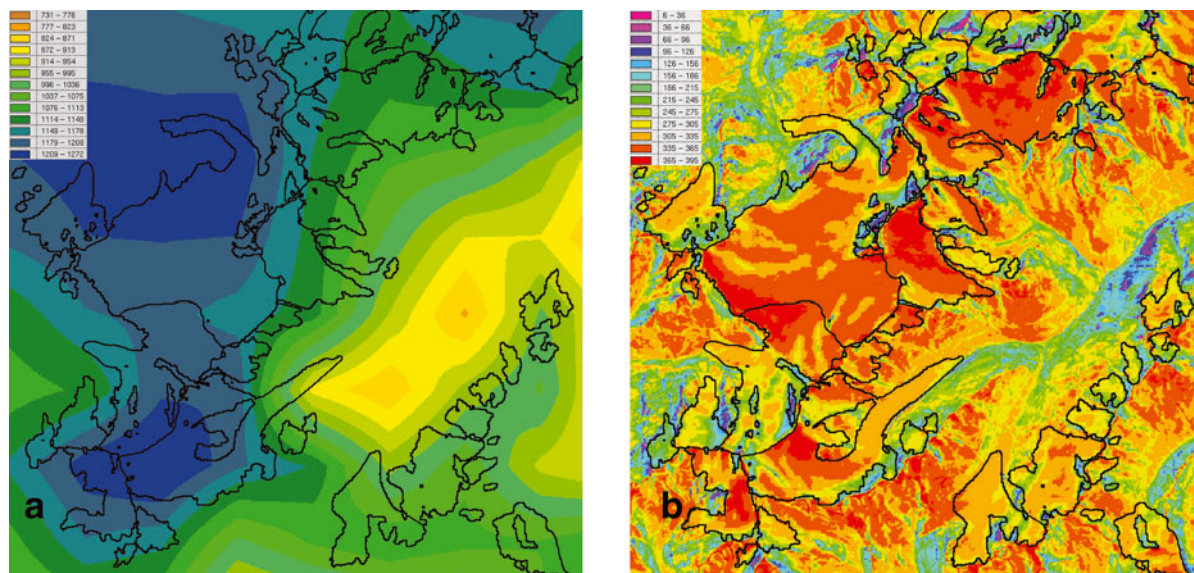 731 – 776
777 – 823
824 – 871
872 – 913
914 – 954
955 – 995
996 – 1036
1037 – 1075
1076 – 1113
1114 – 1148
1149 – 1178
1179 – 1208
1209 – 1272
a
6 – 36
36 – 66
66 – 96
96 – 126
126 – 156
156 – 186
186 – 215
215 – 245
245 – 275
275 – 305
305 – 335
335 – 365
365 – 395
b